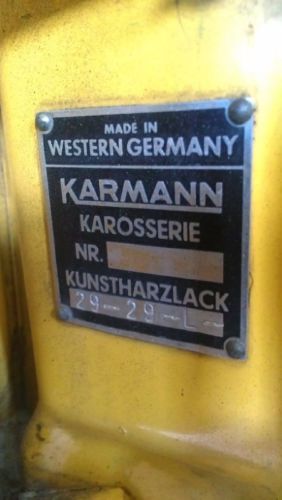 MADE IN
WESTERN GERMANY
KARMANN
KAROSSERIE
NR.
KUNSTHARZLACK
29-29-L-